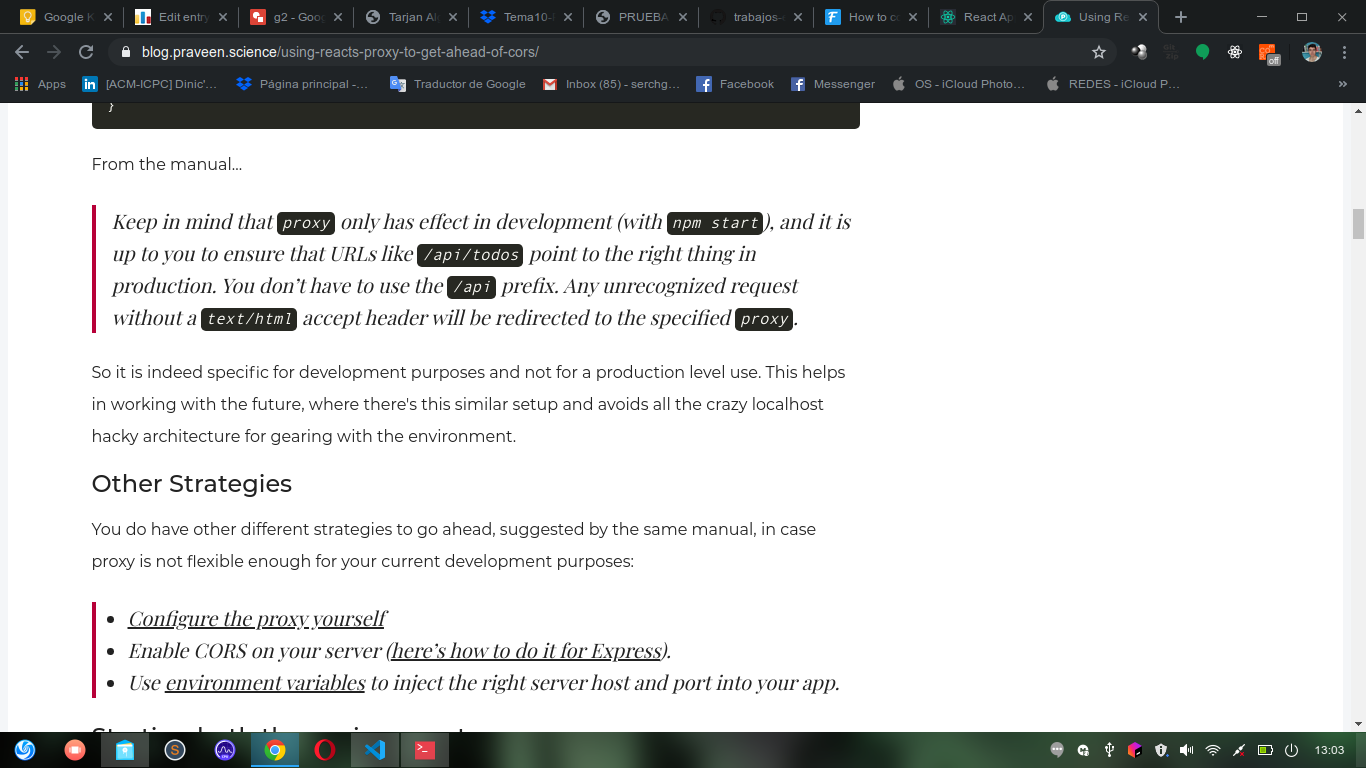 Google K
Edit entry
g2 - Goog
Tarjan Al
Tema10-
PRUEBA
trabajos-
How to c
React Ap
Using Re
blog.praveen.science/using-reacts-proxy-to-get-ahead-of-cors/
off
Apps
[ACM-ICPC] Dinic'...
Página principal -...
Traductor de Google
Inbox (85) - serchg...
Facebook
Messenger
OS - iCloud Photo...
REDES - iCloud P...
}
From the manual...
Keep in mind that proxy only has effect in development (with npm start), and it is
up to you to ensure that URLs like /api/todos point to the right thing in
production. You don’t have to use the /api prefix. Any unrecognized request
without a text/html accept header will be redirected to the specified proxy.
So it is indeed specific for development purposes and not for a production level use. This helps
in working with the future, where there's this similar setup and avoids all the crazy localhost
hacky architecture for gearing with the environment.
Other Strategies
You do have other different strategies to go ahead, suggested by the same manual, in case
proxy is not flexible enough for your current development purposes:
• Configure the proxy yourself
• Enable CORS on your server (here’s how to do it for Express).
• Use environment variables to inject the right server host and port into your app.
13:03